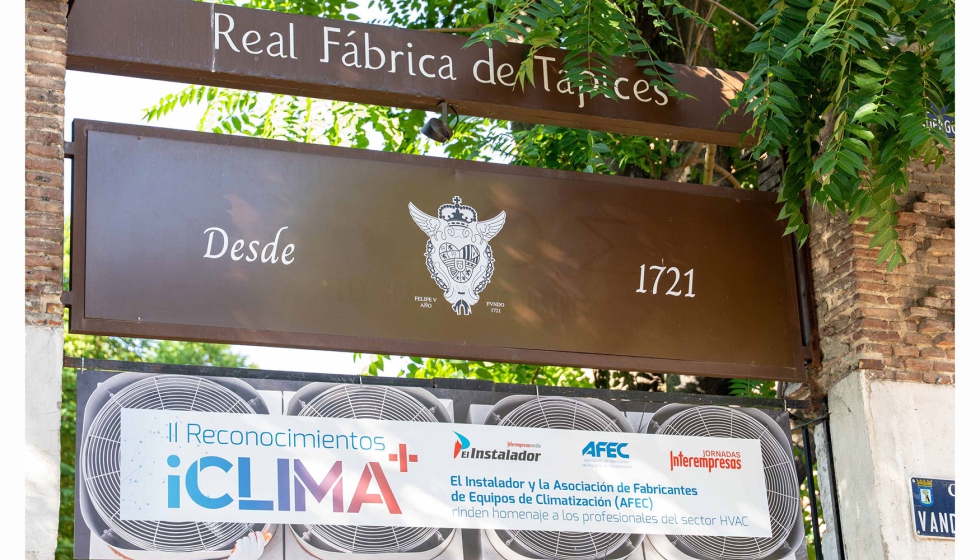 Real Fábrica de Tapices
Desde
1721
FELIPE V
AÑO
FVNDO
1721
II Reconocimientos
iCLIMA+
interempresasmedia
El Instalador
AFEC
JORNADAS
Interempresas
El Instalador y la Asociación de Fabricantes
de Equipos de Climatización (AFEC)
rinden homenaje a los profesionales del sector HVAC
C
VAND